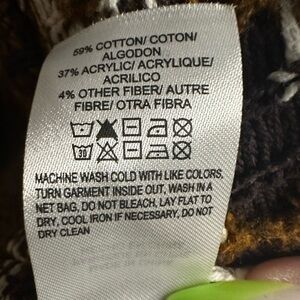 59% COTTON/ COTON/
ALGODON
37% ACRYLIC/ ACRYLIQUE/
ACRILICO
4% OTHER FIBER/ AUTRE
FIBRE/ OTRA FIBRA
30
MACHINE WASH COLD WITH LIKE COLORS,
TURN GARMENT INSIDE OUT, WASH IN A
NET BAG, DO NOT BLEACH, LAY FLAT TO
DRY, COOL IRON IF NECESSARY, DO NOT
DRY CLEAN